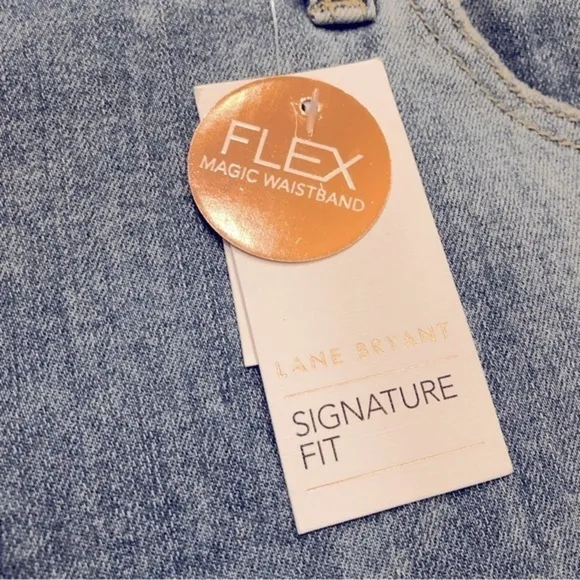 FLEX
MAGIC WAISTBAND
LANE BRYANT
SIGNATURE
FIT